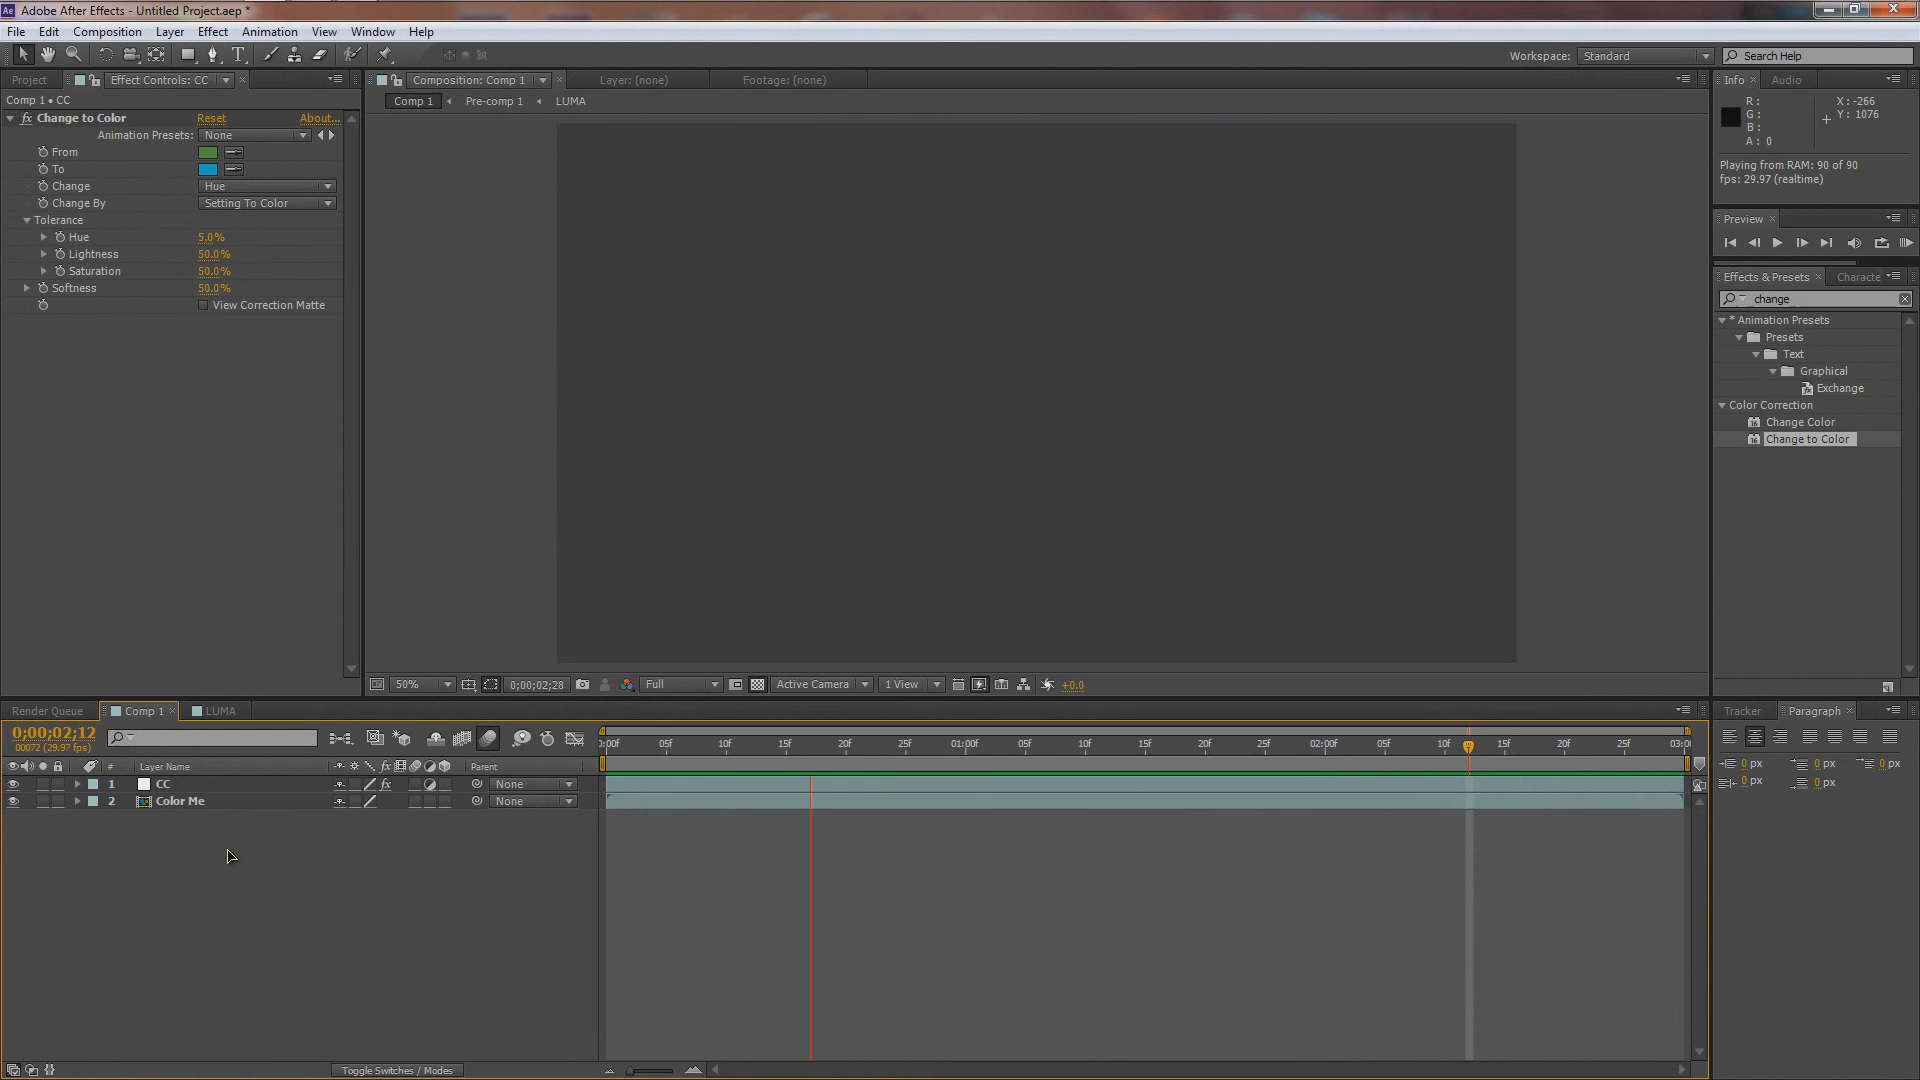 Adobe After Effects - Untitled Project.aep *
File Edit Composition Layer Effect Animation View Window Help
Workspace: Standard Search Help
Project Effect Controls: CC
Comp 1 • CC
fx Change to Color Reset About...
Animation Presets: None
From
To
Change Hue
Change By Setting To Color
Tolerance
Hue 5.0%
Lightness 50.0%
Saturation 50.0%
Softness 50.0%
View Correction Matte
Composition: Comp 1 Layer: (none) Footage: (none)
Comp 1 Pre-comp 1 LUMA
50% 0;00;02;28 Full Active Camera 1 View +0.0
Info Audio
R : X : -266
G : Y : 1076
B :
A : 0
Playing from RAM: 90 of 90
fps: 29.97 (realtime)
Preview
Effects & Presets Characte
change
* Animation Presets
Presets
Text
Graphical
Exchange
Color Correction
Change Color
Change to Color
Render Queue Comp 1 LUMA
0;00;02;12
00072 (29.97 fps)
:00f 05f 10f 15f 20f 25f 01:00f 05f 10f 15f 20f 25f 02:00f 05f 10f 15f 20f 25f 03:0
# Layer Name fx Parent
1 CC fx None
2 Color Me None
Toggle Switches / Modes
Tracker Paragraph
0 px 0 px 0 px
0 px 0 px